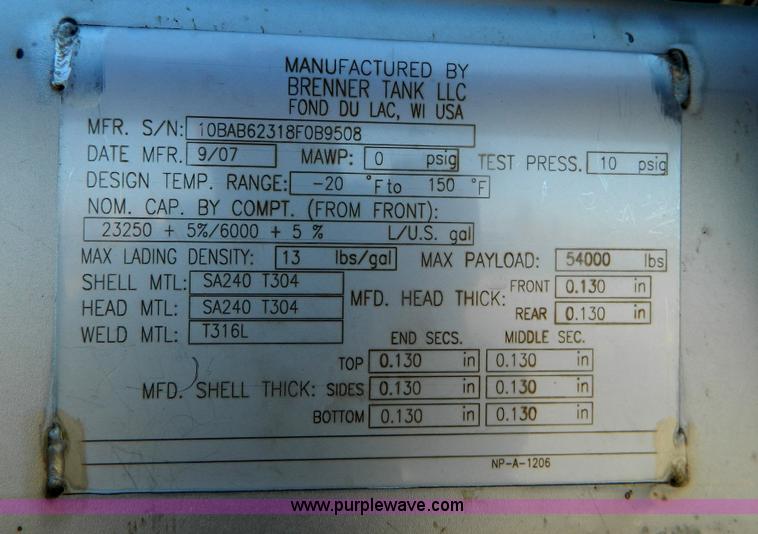 MANUFACTURED BY
BRENNER TANK LLC
FOND DU LAC, WI USA
MFR. S/N: 10BAB62318F0B9508
DATE MFR. 9/07 MAWP: 0 psig TEST PRESS. 10 psig
DESIGN TEMP. RANGE: -20 °F to 150 °F
NOM. CAP. BY COMPT. (FROM FRONT):
23250 + 5%/6000 + 5 % L/U.S. gal
MAX LADING DENSITY: 13 lbs/gal MAX PAYLOAD: 54000 lbs
SHELL MTL: SA240 T304 MFD. HEAD THICK: FRONT 0.130 in
HEAD MTL: SA240 T304 REAR 0.130 in
WELD MTL: T316L
END SECS. MIDDLE SEC.
TOP 0.130 in 0.130 in
MFD. SHELL THICK: SIDES 0.130 in 0.130 in
BOTTOM 0.130 in 0.130 in
NP-A-1206
www.purplewave.com